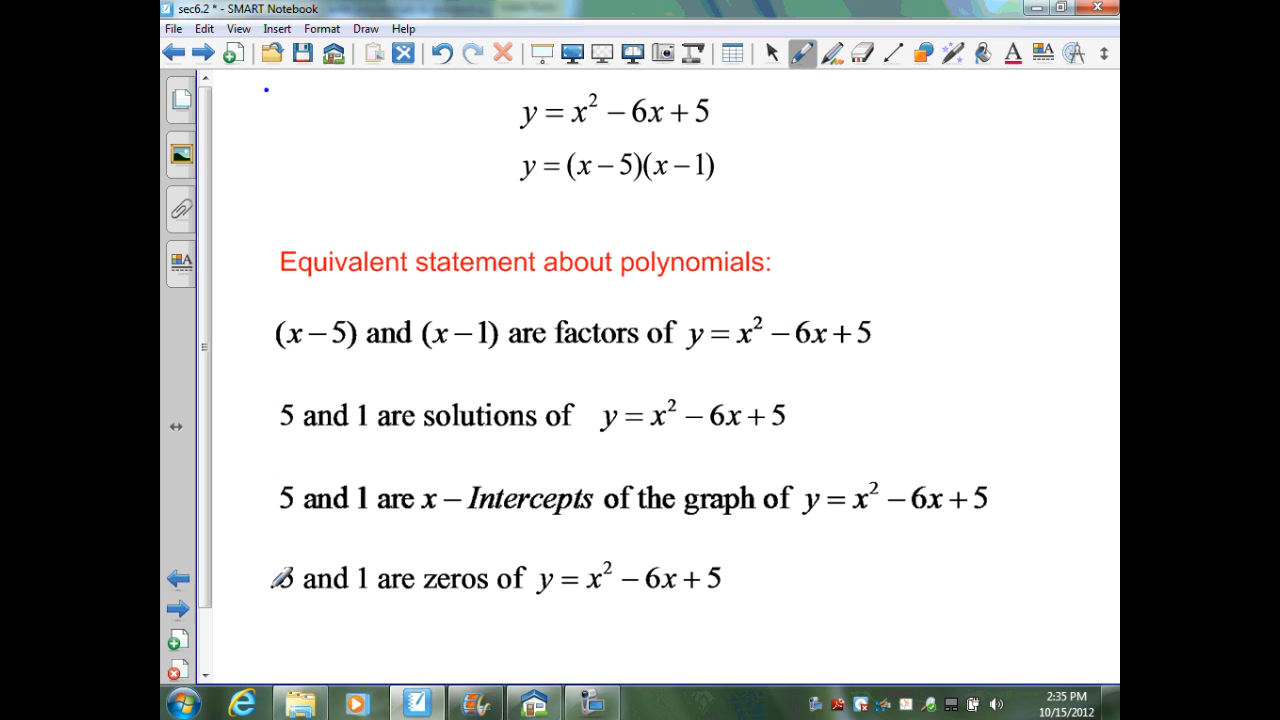 sec6.2 * - SMART Notebook
File Edit View Insert Format Draw Help
y = x² − 6x + 5
y = (x − 5)(x − 1)
Equivalent statement about polynomials:
(x − 5) and (x − 1) are factors of y = x² − 6x + 5
5 and 1 are solutions of y = x² − 6x + 5
5 and 1 are x − Intercepts of the graph of y = x² − 6x + 5
and 1 are zeros of y = x² − 6x + 5
2:35 PM
10/15/2012